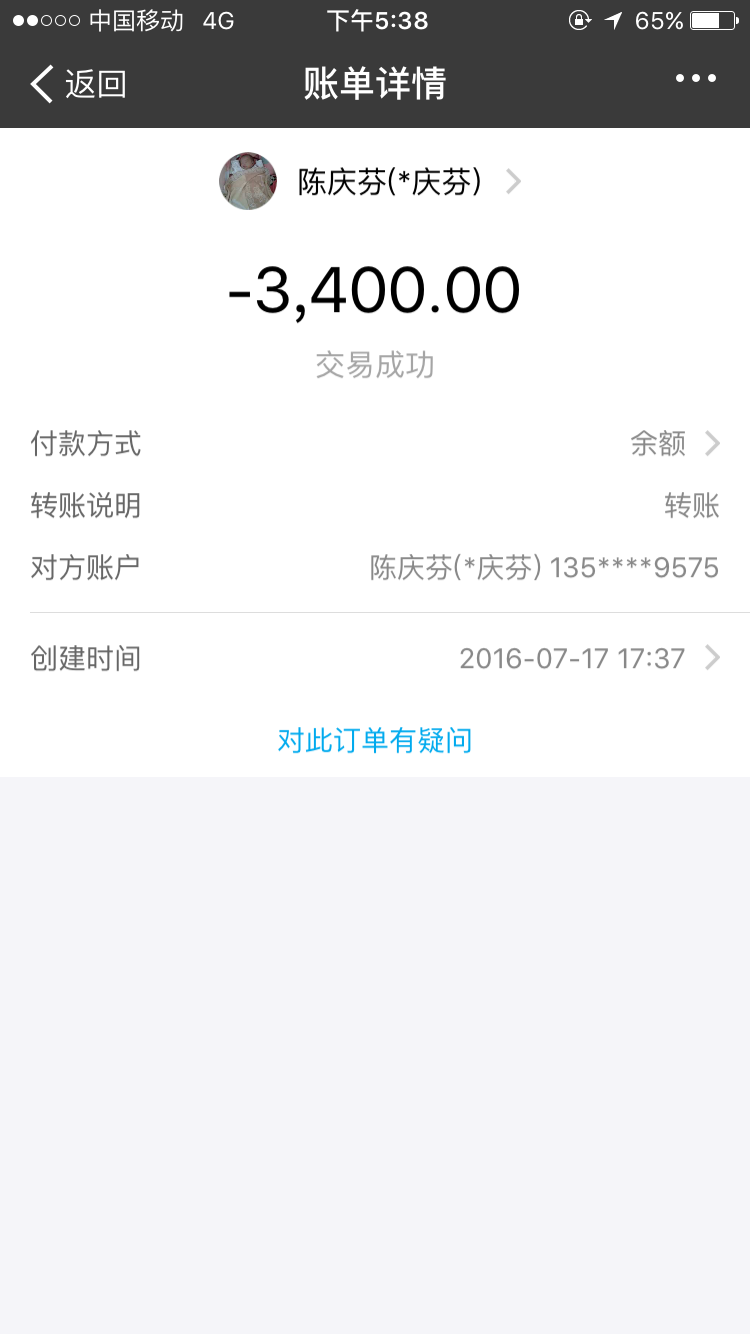 中国移动 4G 下午5:38 65%
返回 账单详情
陈庆芬(*庆芬)
-3,400.00
交易成功
付款方式 余额
转账说明 转账
对方账户 陈庆芬(*庆芬) 135****9575
创建时间 2016-07-17 17:37
对此订单有疑问